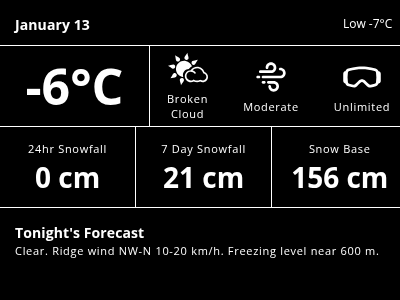 January 13
Low -7°C
-6°C
Broken
Cloud
Moderate
Unlimited
24hr Snowfall
0 cm
7 Day Snowfall
21 cm
Snow Base
156 cm
Tonight's Forecast
Clear. Ridge wind NW-N 10-20 km/h. Freezing level near 600 m.